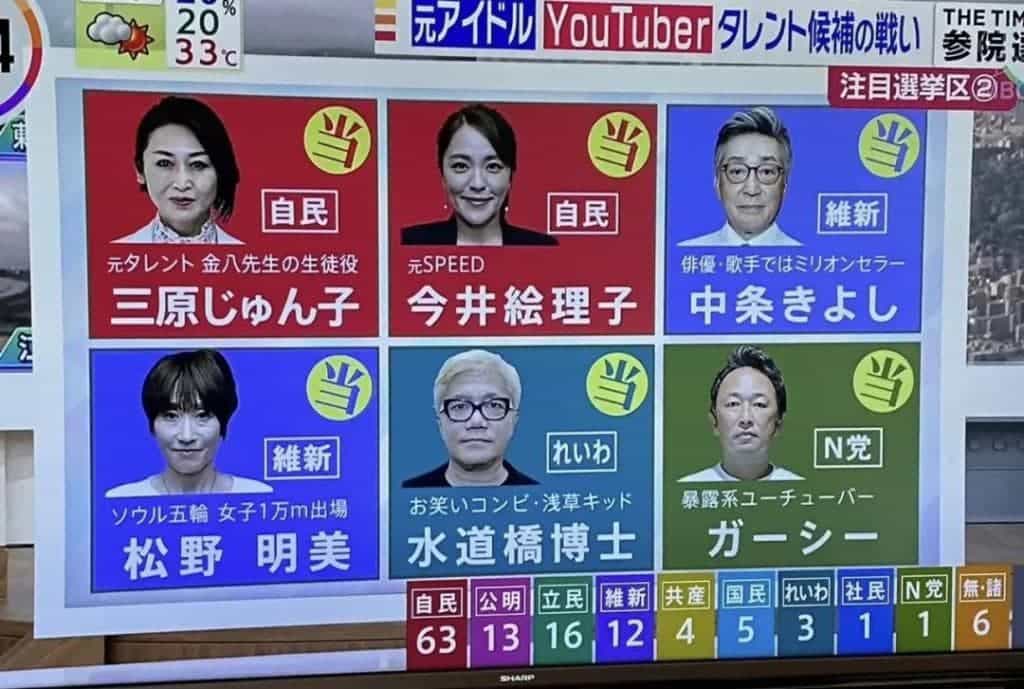 4
20
%
20
33℃
元アイドル YouTuber タレント候補の戦い
THE TIM
参院選
注目選挙区②
当
自民
元タレント 金八先生の生徒役
三原じゅん子
当
自民
元SPEED
今井絵理子
当
維新
俳優・歌手ではミリオンセラー
中条きよし
当
維新
ソウル五輪 女子1万m出場
松野 明美
当
れいわ
お笑いコンビ・浅草キッド
水道橋博士
当
N党
暴露系ユーチューバー
ガーシー
自民 公明 立民 維新 共産 国民 れいわ 社民 N党 無・諸
63 13 16 12 4 5 3 1 1 6
SHARP